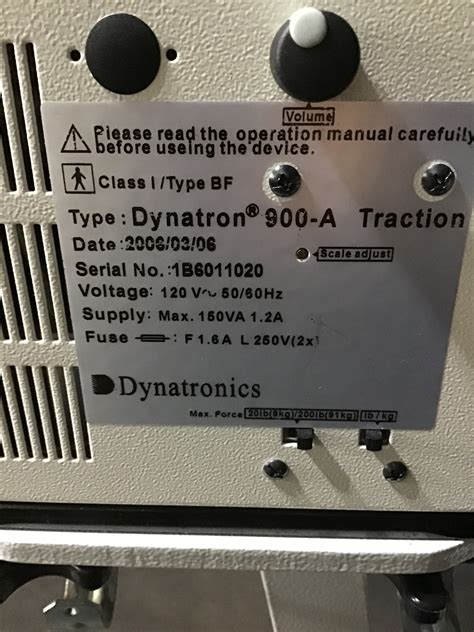 Volume
Please read the operation manual carefully
before useing the device.
Class I/Type BF
Type: Dynatron® 900-A Traction
Date: 2006/03/06
Scale adjust
Serial No.:1B6011020
Voltage: 120 V~ 50/60Hz
Supply: Max. 150VA 1.2A
Fuse : F 1.6A L 250V(2x)
Dynatronics
Max. Force 20lb(9kg)/200lb(91kg) lb/kg